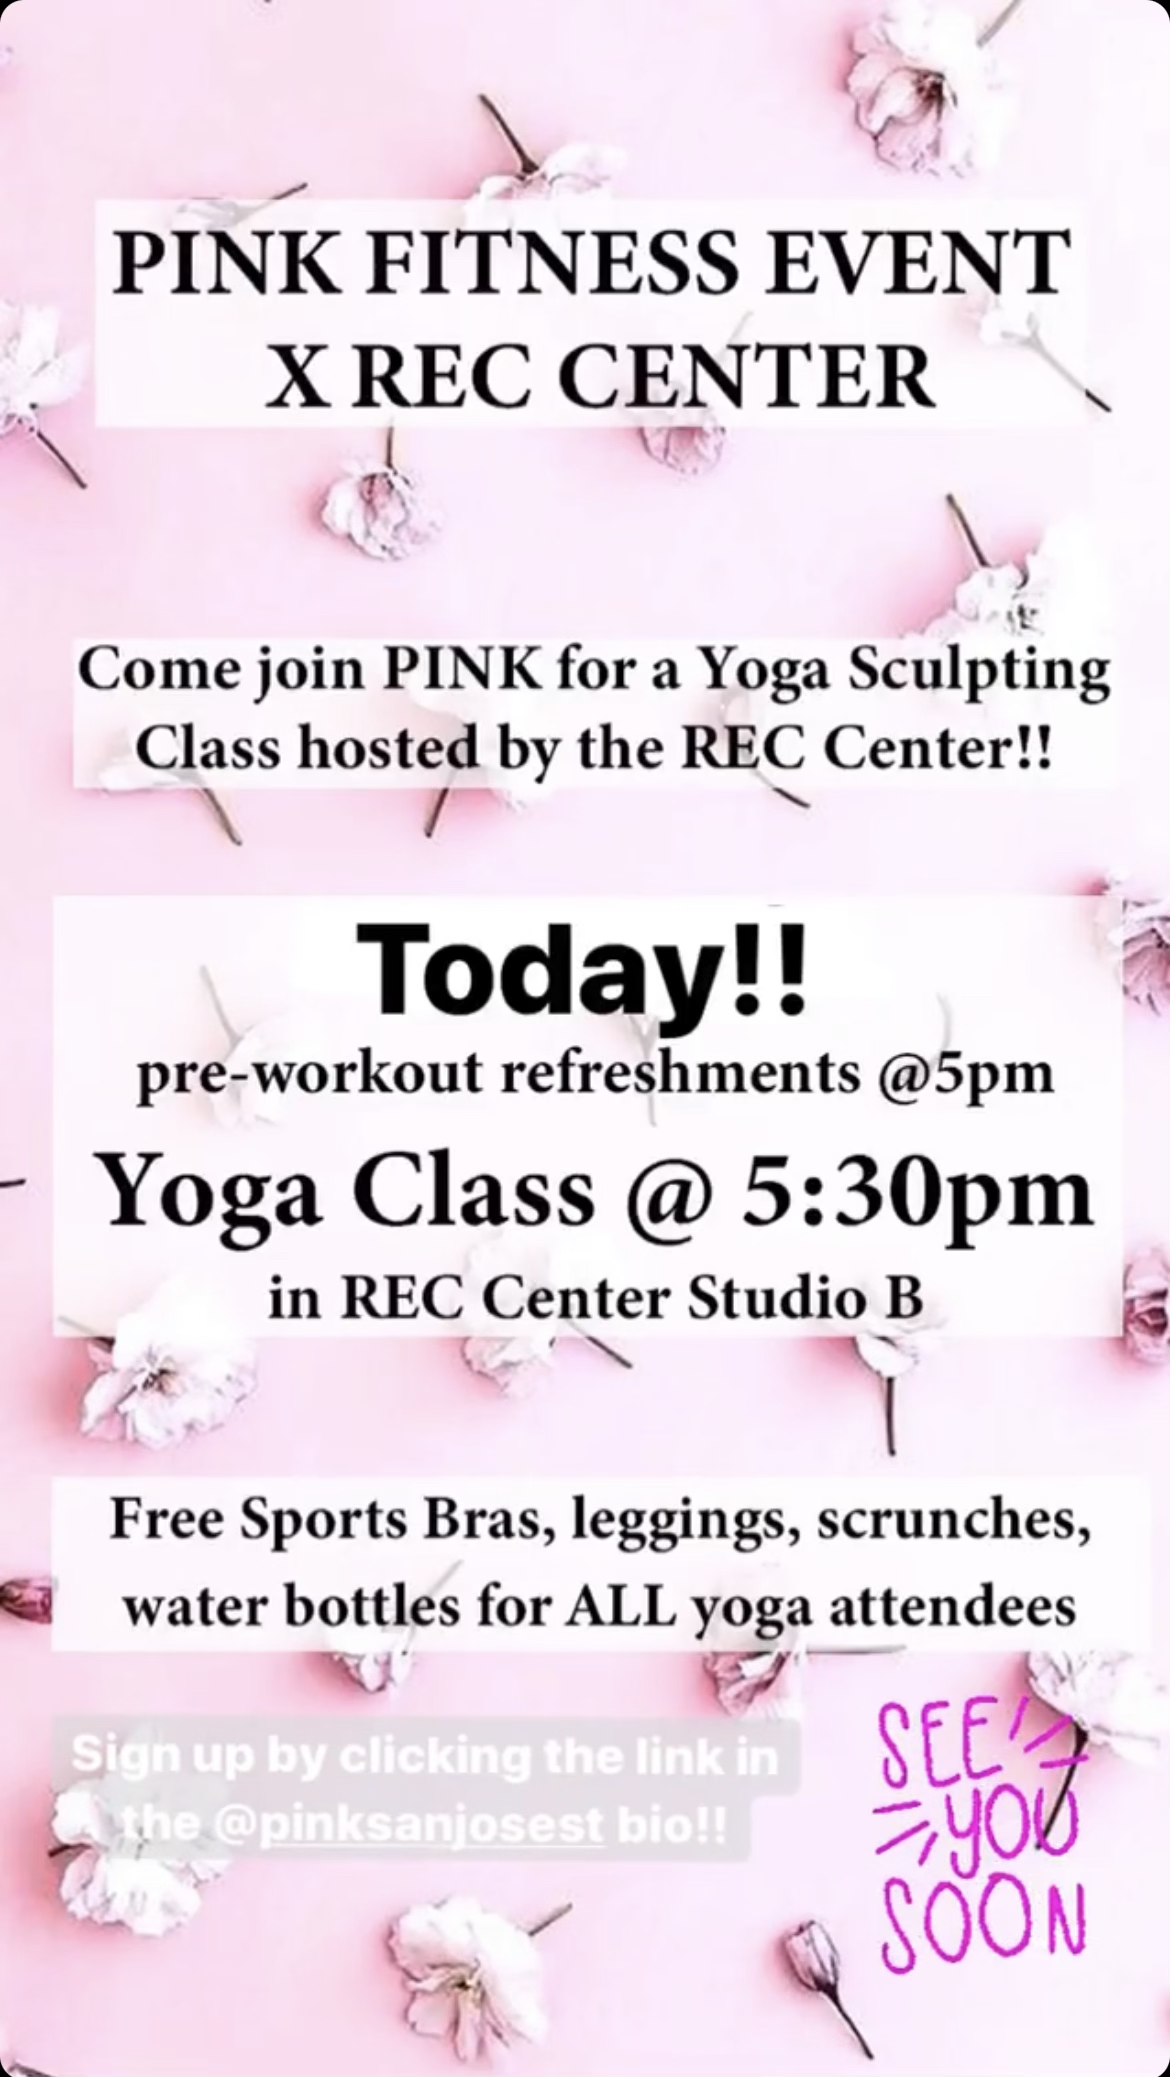 PINK FITNESS EVENT
X REC CENTER
Come join PINK for a Yoga Sculpting
Class hosted by the REC Center!!
Today!!
pre-workout refreshments @5pm
Yoga Class @ 5:30pm
in REC Center Studio B
Free Sports Bras, leggings, scrunches,
water bottles for ALL yoga attendees
Sign up by clicking the link in
the @pinksanjosest bio!!
SEE
YOU
SOON